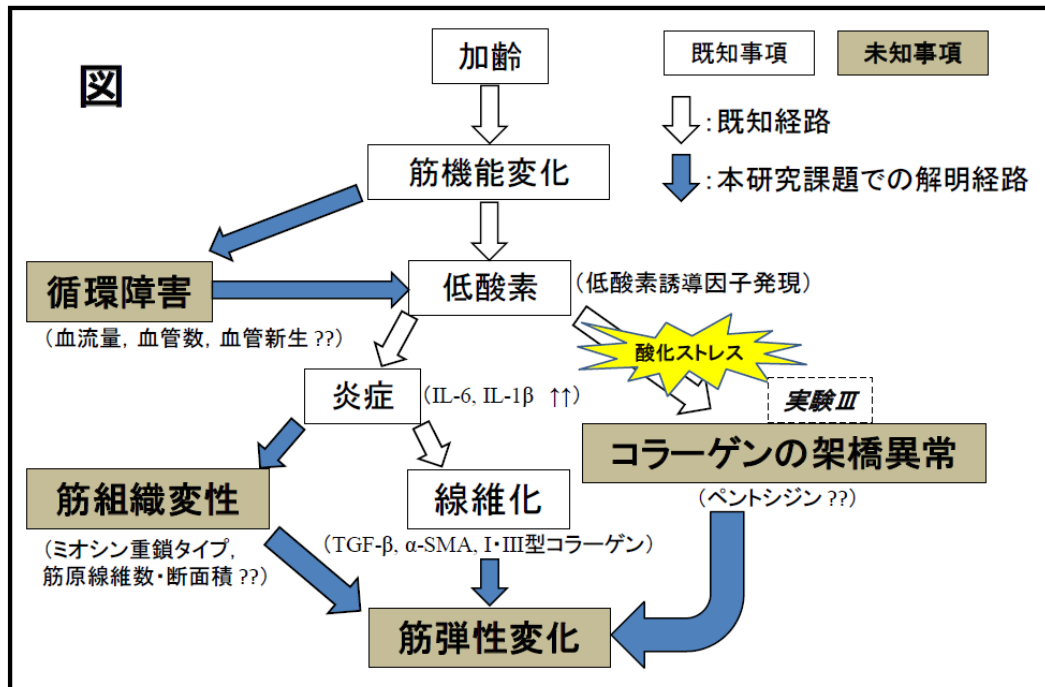 図
加齢
既知事項
未知事項
:既知経路
:本研究課題での解明経路
筋機能変化
循環障害
(血流量, 血管数, 血管新生 ??)
低酸素
(低酸素誘導因子発現)
酸化ストレス
炎症
(IL-6, IL-1β ↑↑)
実験Ⅲ
コラーゲンの架橋異常
(ペントシジン ??)
筋組織変性
(ミオシン重鎖タイプ,
筋原線維数・断面積 ??)
線維化
(TGF-β, α-SMA, I・III型コラーゲン)
筋弾性変化